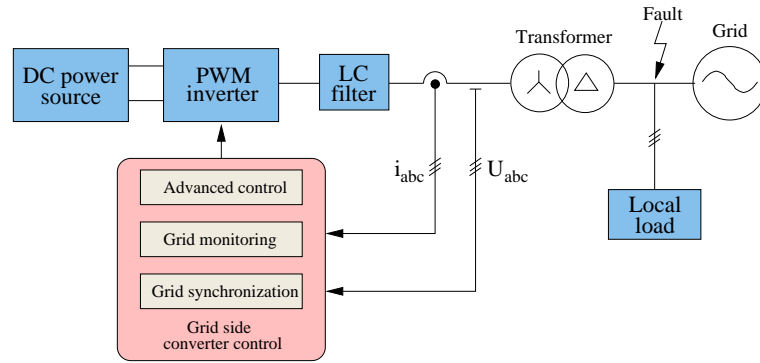 Fault
Grid
Transformer
DC power
source
PWM
inverter
LC
filter
i_abc
U_abc
Advanced control
Grid monitoring
Grid synchronization
Grid side
converter control
Local
load